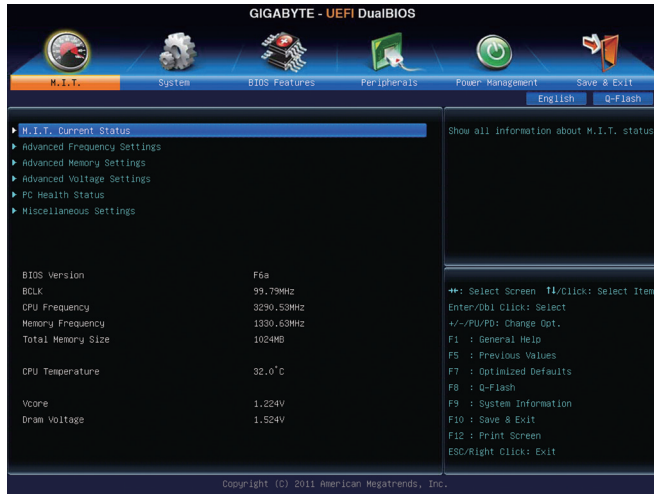 GIGABYTE - UEFI DualBIOS
M.I.T.
System
BIOS Features
Peripherals
Power Management
Save & Exit
English
Q-Flash
M.I.T. Current Status
Advanced Frequency Settings
Advanced Memory Settings
Advanced Voltage Settings
PC Health Status
Miscellaneous Settings
Show all information about M.I.T. status
BIOS Version F6a
BCLK 99.79MHz
CPU Frequency 3290.53MHz
Memory Frequency 1330.63MHz
Total Memory Size 1024MB
CPU Temperature 32.0°C
Vcore 1.224V
Dram Voltage 1.524V
→←: Select Screen ↑↓/Click: Select Item
Enter/Dbl Click: Select
+/-/PU/PD: Change Opt.
F1 : General Help
F5 : Previous Values
F7 : Optimized Defaults
F8 : Q-Flash
F9 : System Information
F10 : Save & Exit
F12 : Print Screen
ESC/Right Click: Exit
Copyright (C) 2011 American Megatrends, Inc.